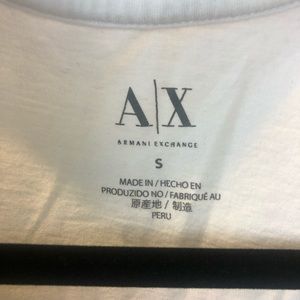 A|X
ARMANI EXCHANGE
S
MADE IN / HECHO EN
PRODUZIDO NO / FABRIQUÉ AU
原産地 / 制造
PERU